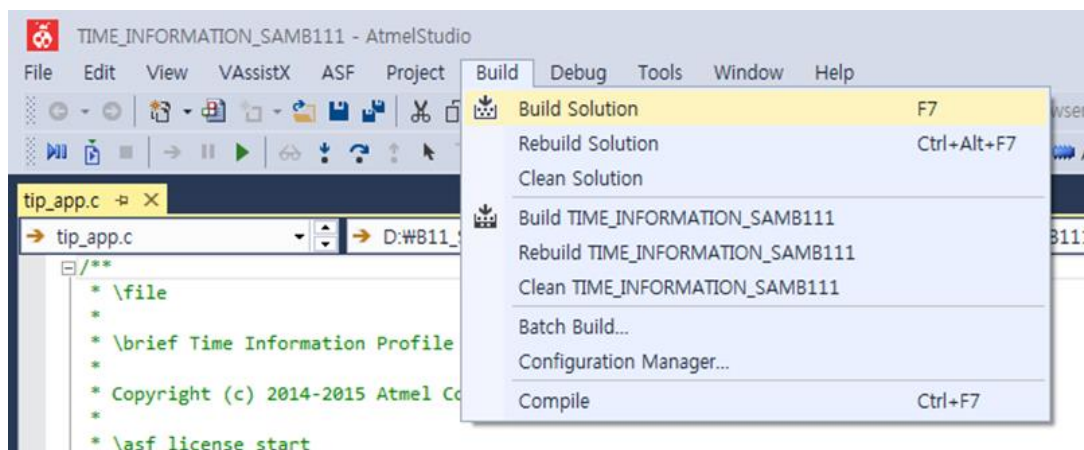 TIME_INFORMATION_SAMB111 - AtmelStudio
File Edit View VAssistX ASF Project Build Debug Tools Window Help
Build Solution F7
Rebuild Solution Ctrl+Alt+F7
Clean Solution
Build TIME_INFORMATION_SAMB111
Rebuild TIME_INFORMATION_SAMB111
Clean TIME_INFORMATION_SAMB111
Batch Build...
Configuration Manager...
Compile Ctrl+F7
tip_app.c
tip_app.c D:₩B11_
/**
* \file
*
* \brief Time Information Profile
*
* Copyright (c) 2014-2015 Atmel
*
* \asf license start